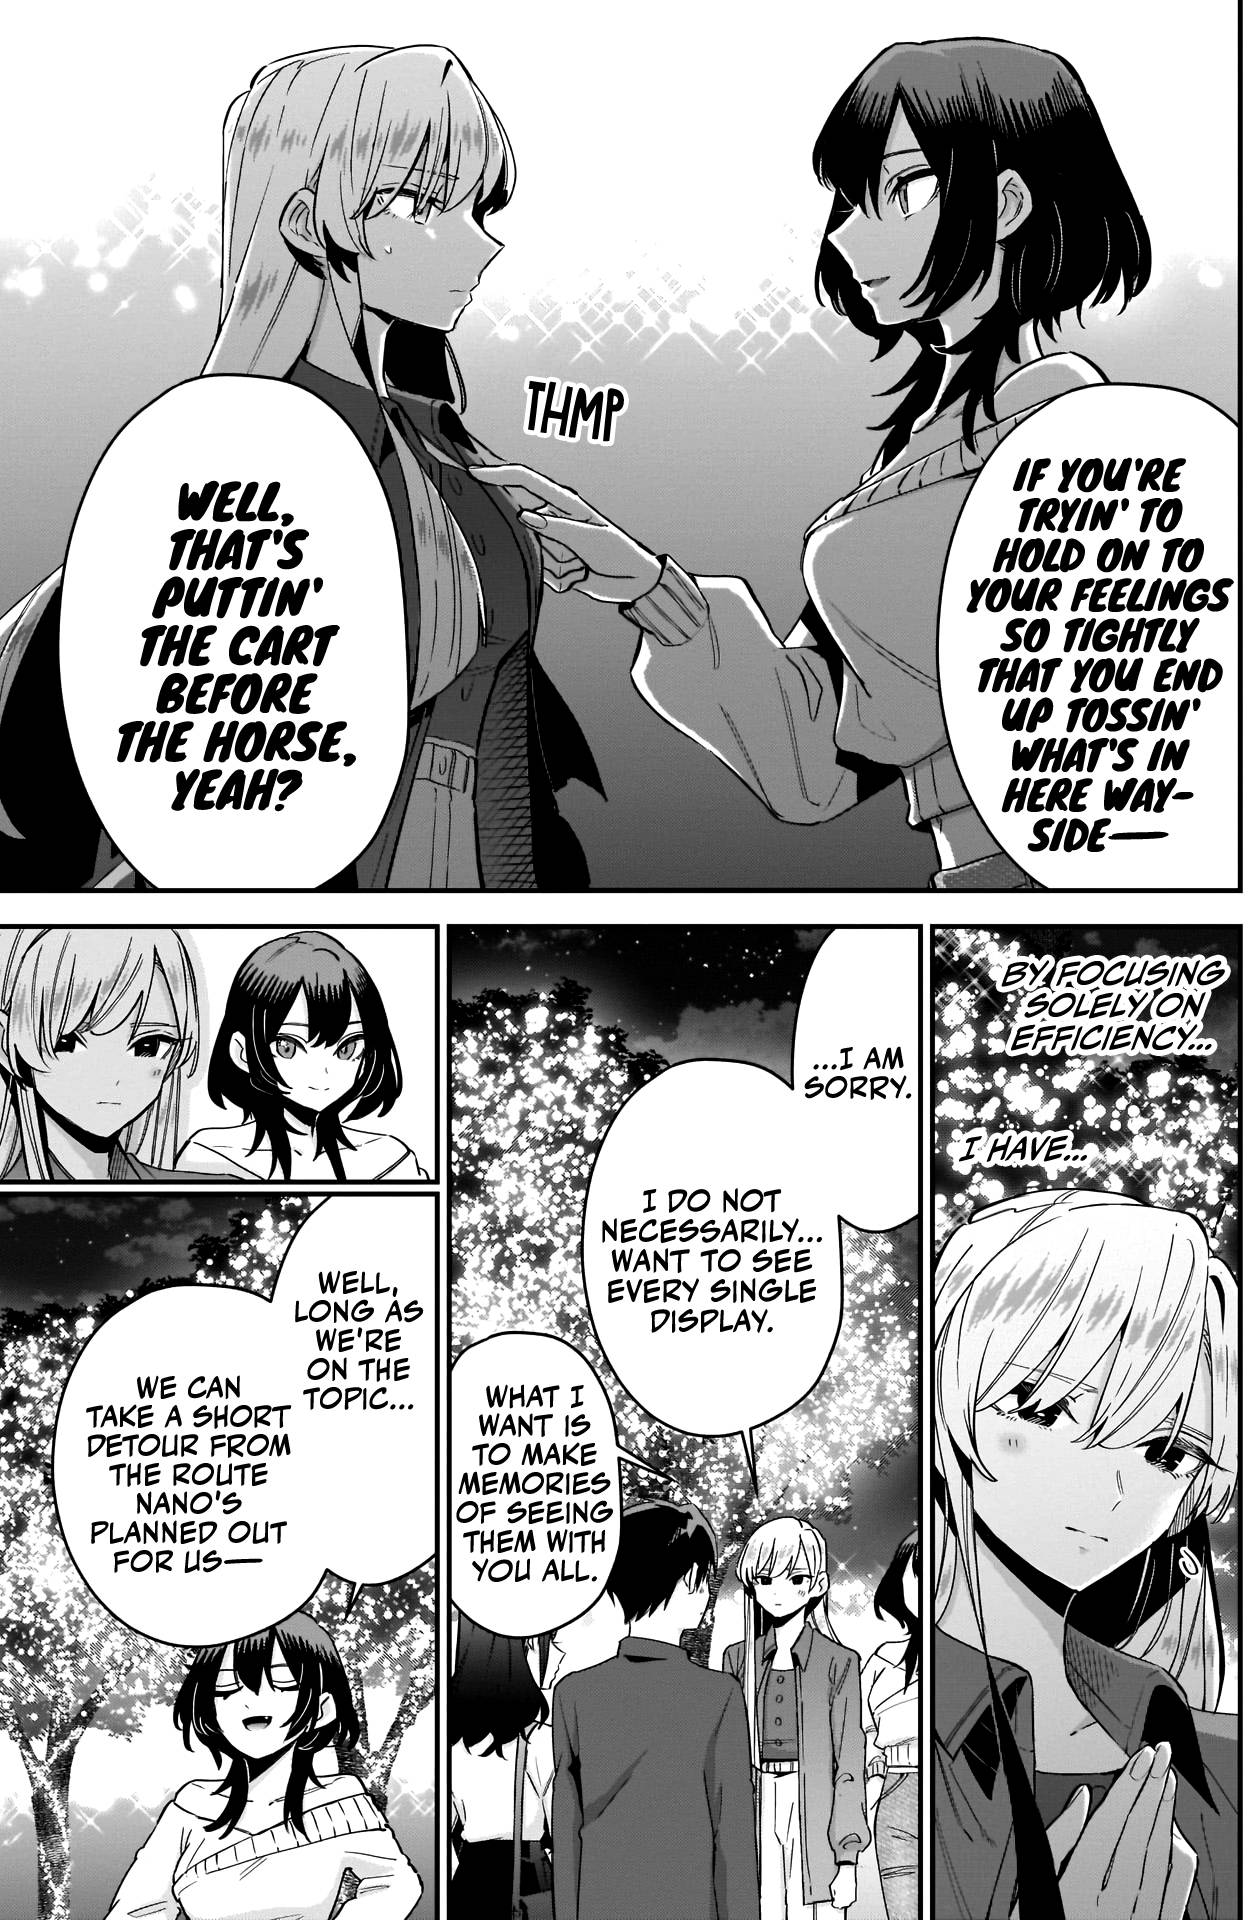 IF YOU'RE
TRYIN' TO
HOLD ON TO
YOUR FEELINGS
SO TIGHTLY
THAT YOU END
UP TOSSIN'
WHAT'S IN
HERE WAY-
SIDE—
THMP
WELL,
THAT'S
PUTTIN'
THE CART
BEFORE
THE HORSE,
YEAH?
BY FOCUSING
SOLELY ON
EFFICIENCY...
I HAVE...
...I AM
SORRY.
I DO NOT
NECESSARILY...
WANT TO SEE
EVERY SINGLE
DISPLAY.
WHAT I
WANT IS
TO MAKE
MEMORIES
OF SEEING
THEM WITH
YOU ALL.
WELL,
LONG AS
WE'RE
ON THE
TOPIC...
WE CAN
TAKE A SHORT
DETOUR FROM
THE ROUTE
NANO'S
PLANNED OUT
FOR US—